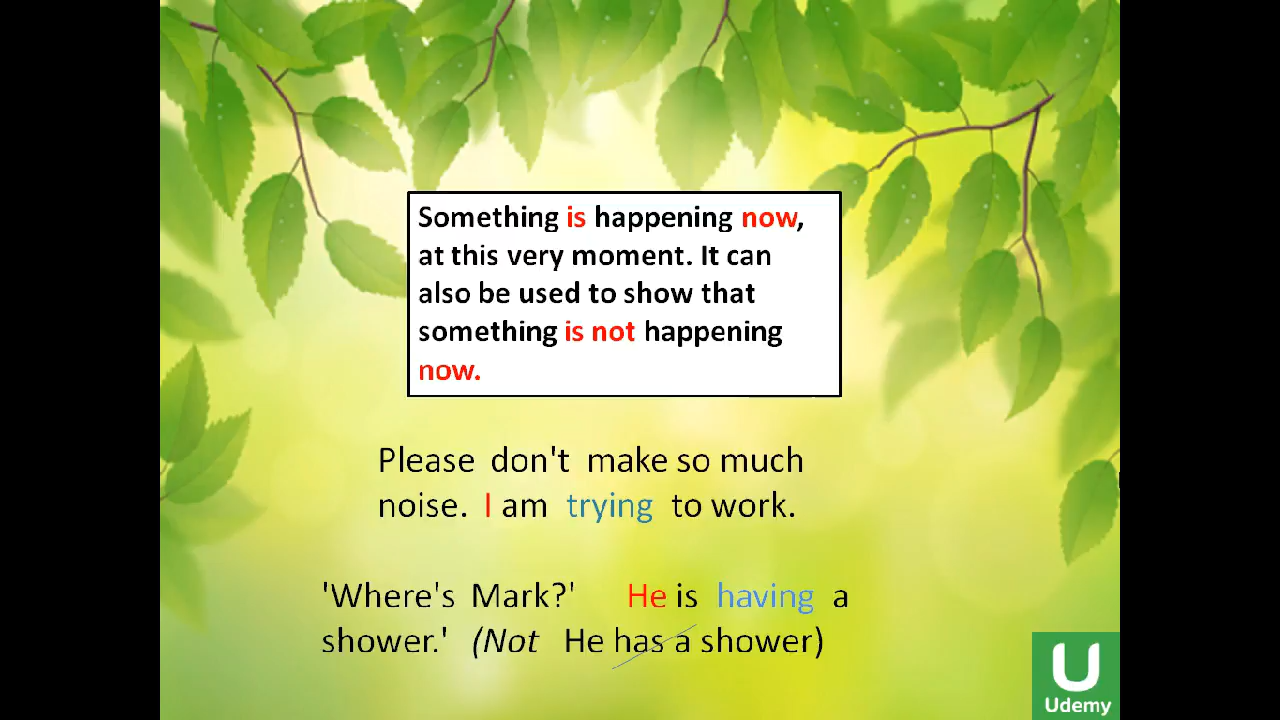 Something is happening now,
at this very moment. It can
also be used to show that
something is not happening
now.
Please don't make so much
noise. I am trying to work.
'Where's Mark?' He is having a
shower.' (Not He has a shower)
U
Udemy